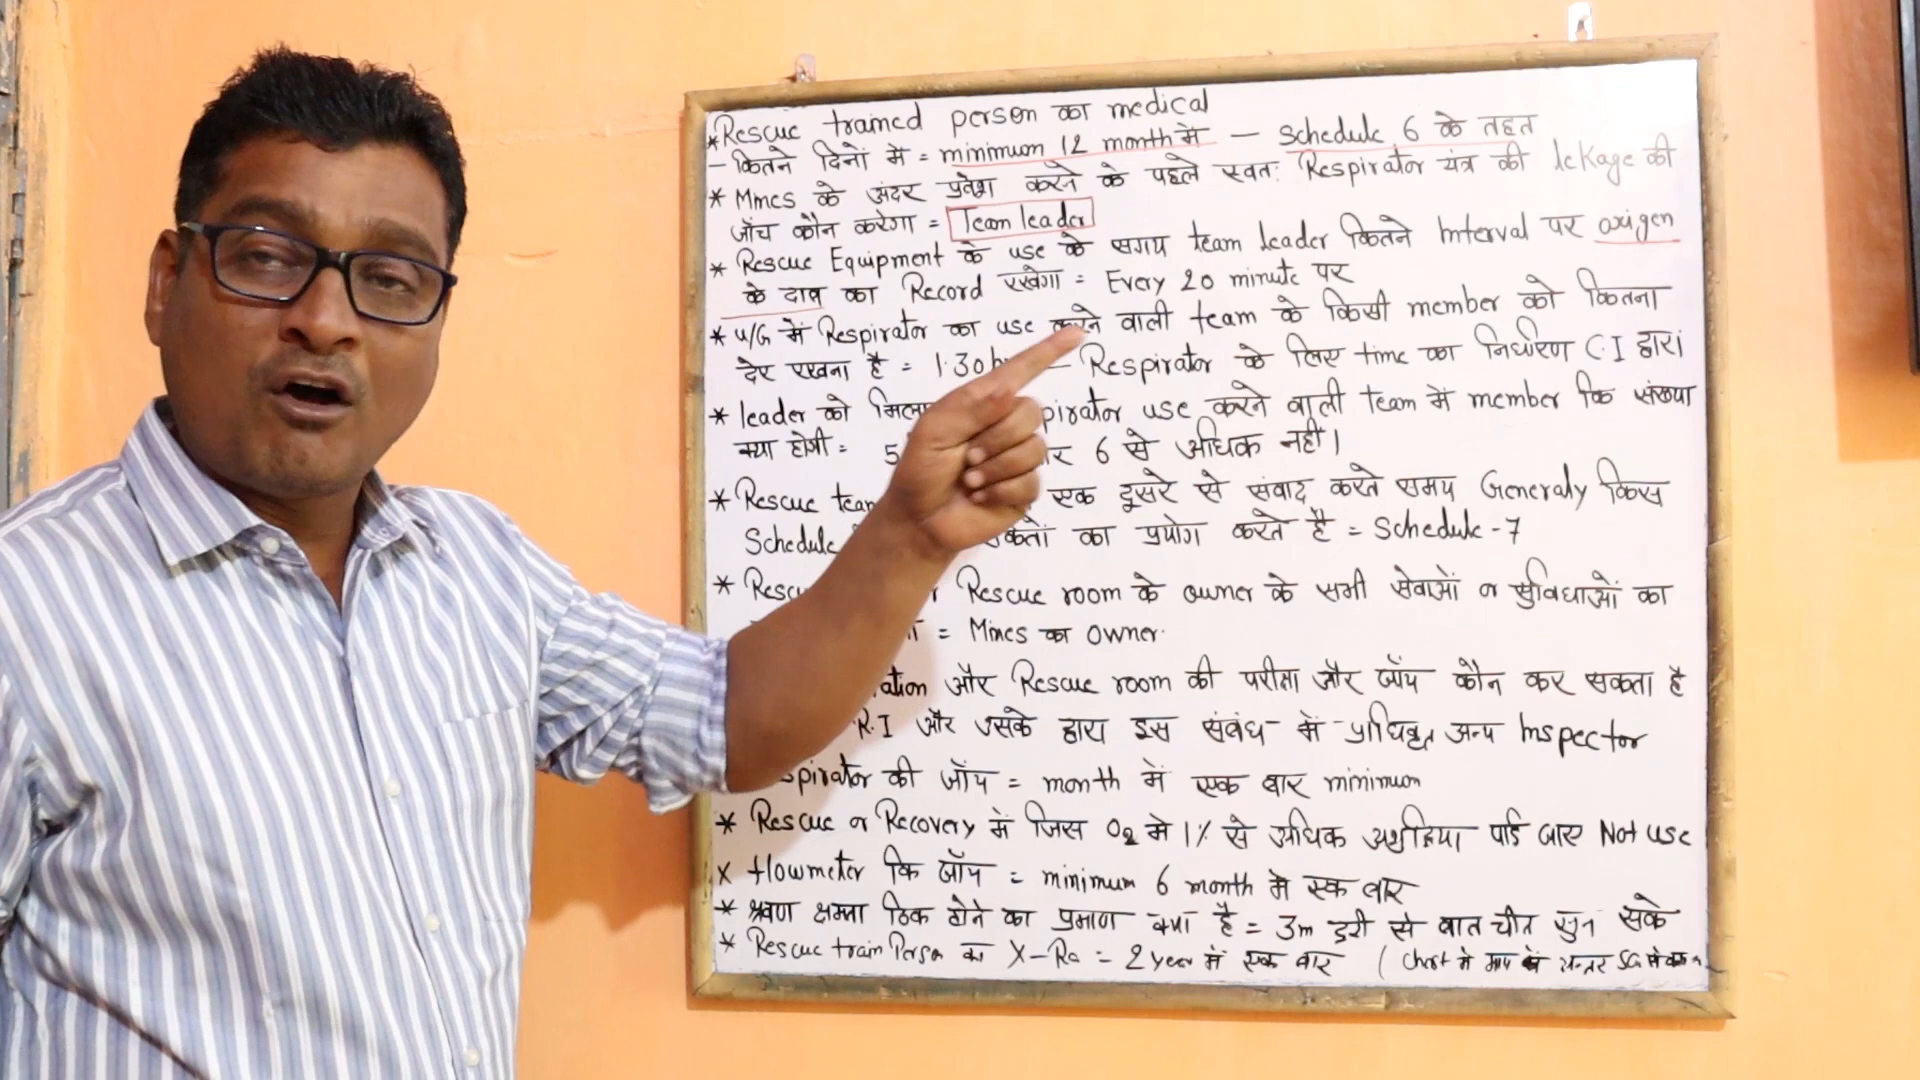 *Rescue trained person का medical
- कितने दिनों में = minimum 12 month में - Schedule 6 के तहत
* Mines के अंदर प्रवेश करने के पहले स्वत: Respirator यंत्र की lekage की
जाँच कौन करेगा = Team leader
* Rescue Equipment के use के समय team leader कितने Interval पर oxigen
के दाब का Record रखेगा = Every 20 minute पर
* u/G में Respirator का use करने वाली team के किसी member को कितना
देर रखना है = 1.30 - Respirator के लिए time का निर्धारण C.I द्वारा
* leader को use करने वाली team में member कि संख्या
क्या होगी = 5 6 से अधिक नहीं।
* Rescue एक दूसरे से संवाद करते समय Generaly किस
Schedule का प्रयोग करते है = Schedule-7
* Rescue room के owner के सभी सेवाओं व सुविधाओं का
= Mines का owner.
और Rescue room की परीक्षा और जाँच कौन कर सकता है
R.I और उसके द्वारा इस संबंध में प्राधिकृत अन्य Inspector
की जाँच = month में एक बार minimum
* Rescue or Recovery में जिस O2 मे 1% से अधिक अशुद्धिया पाई जाए Not use
x flowmeter कि जाँच = minimum 6 month मे एक बार
* श्रवण क्षमता ठिक होने का प्रमाण क्या है = 3m दुरी से बात चीत सुन सके
* Rescue train Person का X-Ra = 2 year में एक बार (